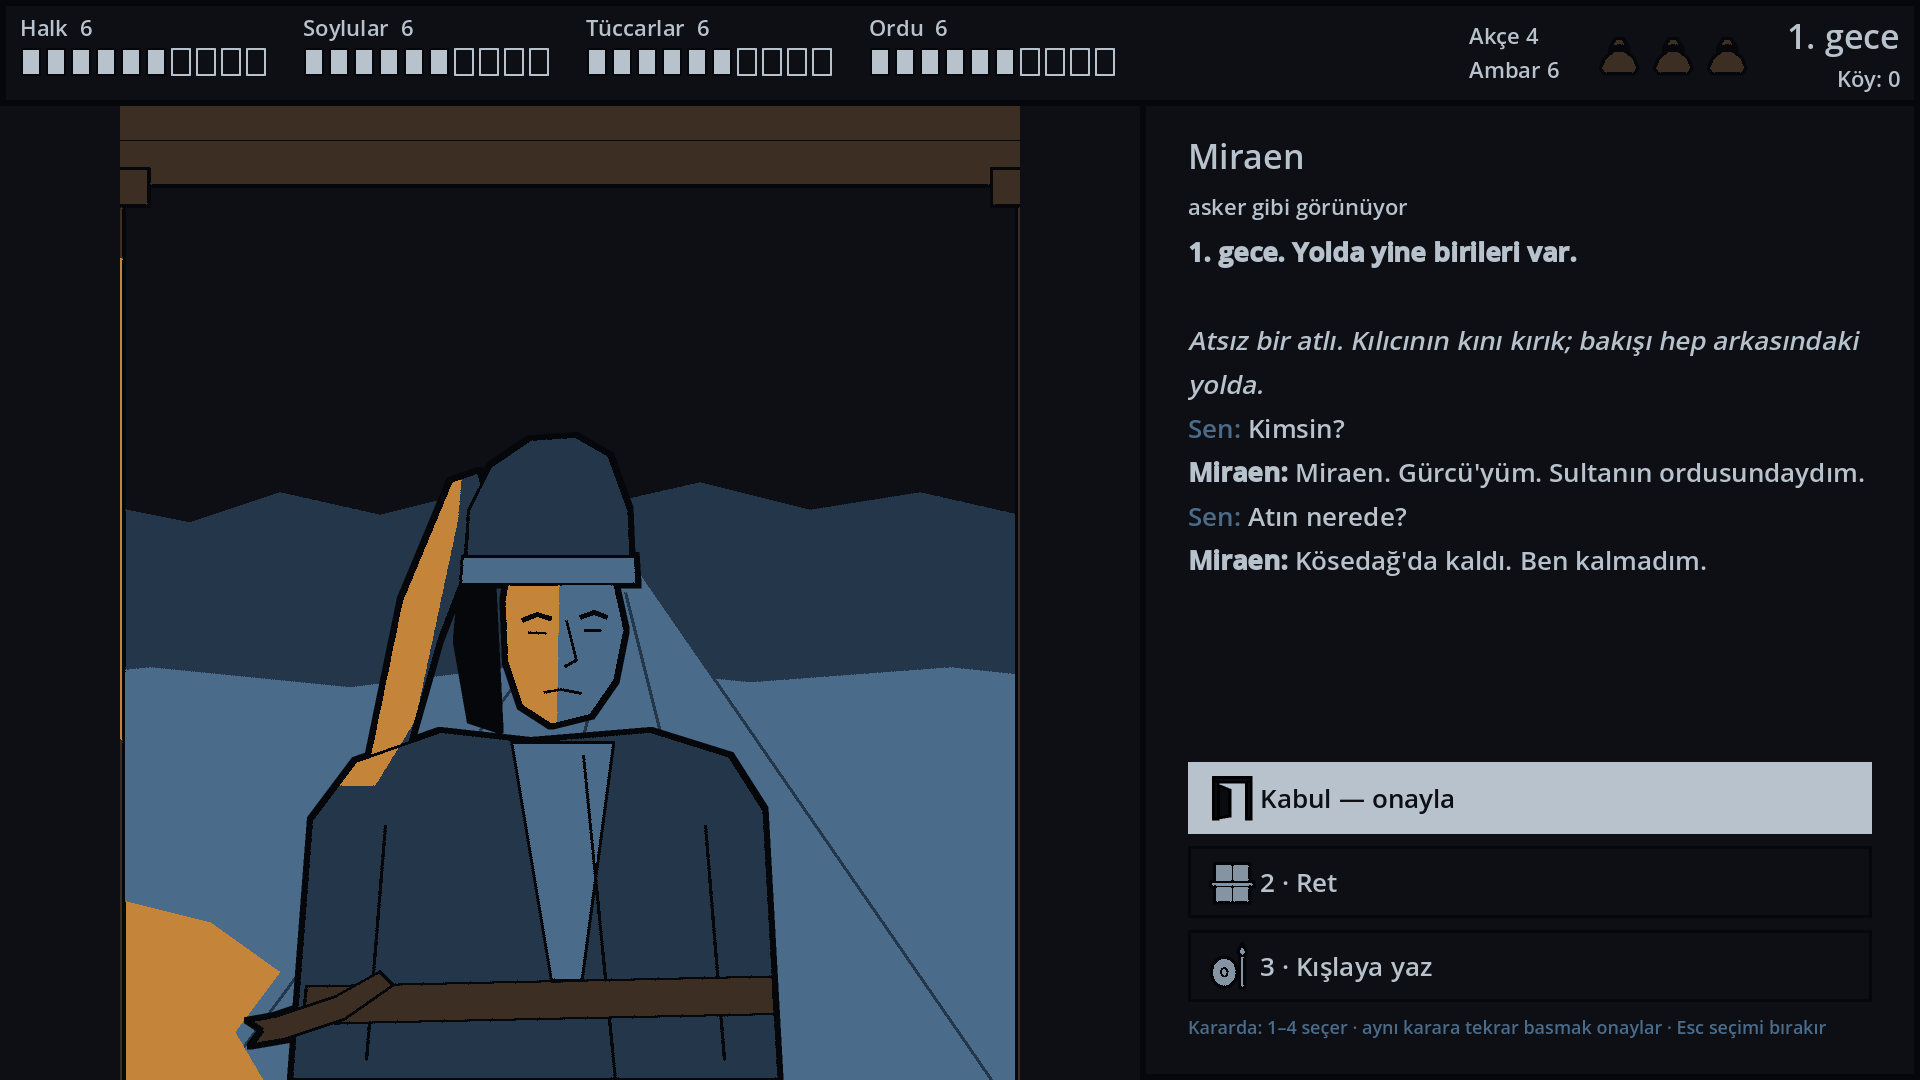 Halk 6
Soylular 6
Tüccarlar 6
Ordu 6
Akçe 4
Ambar 6
1. gece
Köy: 0
Miraen
asker gibi görünüyor
1. gece. Yolda yine birileri var.
Atsız bir atlı. Kılıcının kını kırık; bakışı hep arkasındaki
yolda.
Sen: Kimsin?
Miraen: Miraen. Gürcü'yüm. Sultanın ordusundaydım.
Sen: Atın nerede?
Miraen: Kösedağ'da kaldı. Ben kalmadım.
Kabul — onayla
2 · Ret
3 · Kışlaya yaz
Kararda: 1–4 seçer · aynı karara tekrar basmak onaylar · Esc seçimi bırakır